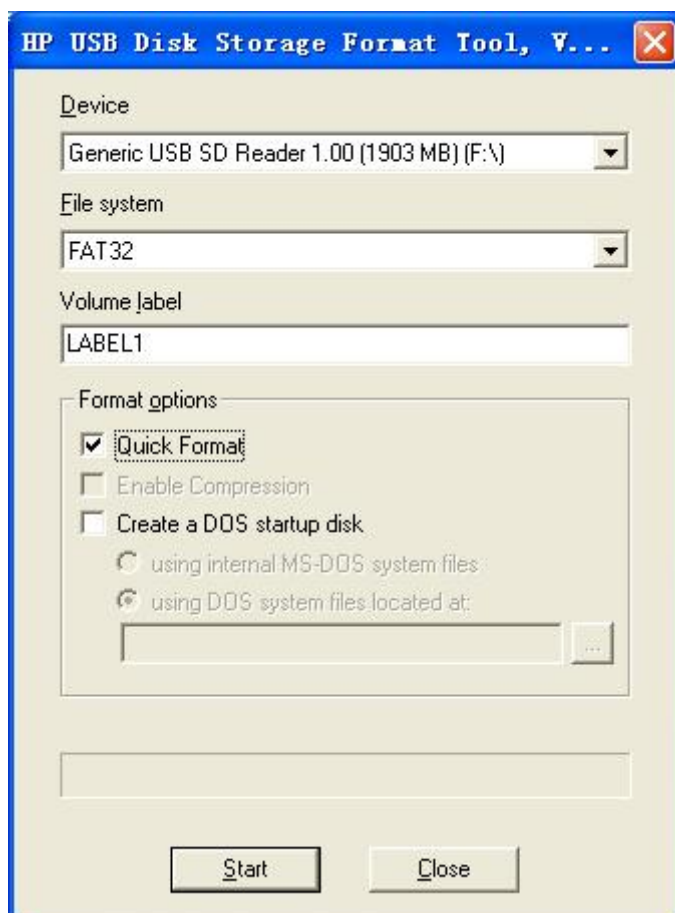 HP USB Disk Storage Format Tool, V...
Device
Generic USB SD Reader 1.00 (1903 MB) (F:\)
File system
FAT32
Volume label
LABEL1
Format options
Quick Format
Enable Compression
Create a DOS startup disk
using internal MS-DOS system files
using DOS system files located at:
...
Start Close